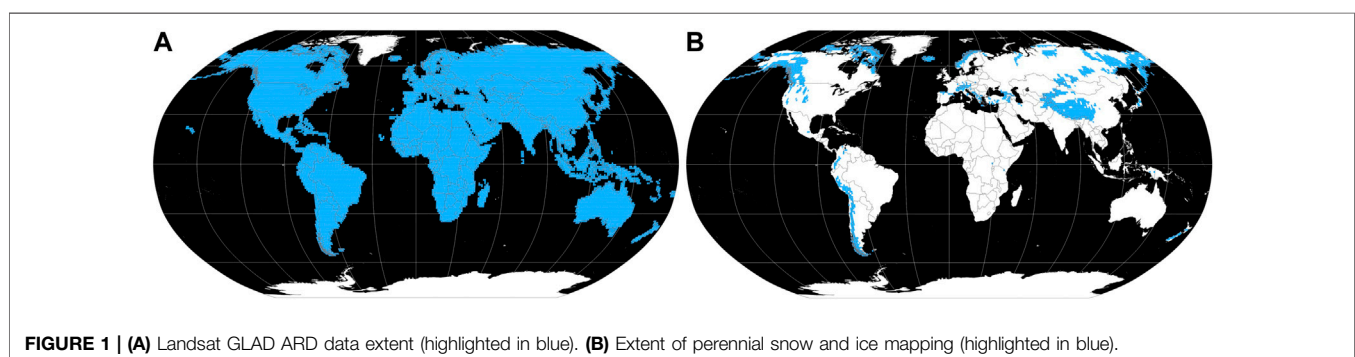 A
B
FIGURE 1 | (A) Landsat GLAD ARD data extent (highlighted in blue). (B) Extent of perennial snow and ice mapping (highlighted in blue).